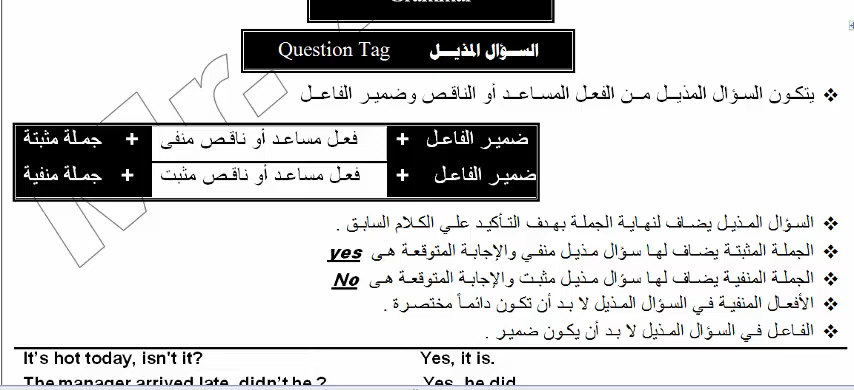 Grammar
Question Tag السؤال المذيل
❖ يتكون السؤال المذيل من الفعل المساعد أو الناقص وضمير الفاعل
جملة مثبتة + فعل مساعد أو ناقص منفى + ضمير الفاعل
جملة منفية + فعل مساعد أو ناقص مثبت + ضمير الفاعل
❖ السؤال المذيل يضاف لنهاية الجملة بهدف التأكيد علي الكلام السابق .
❖ الجملة المثبتة يضاف لها سؤال مذيل منفي والإجابة المتوقعة هى yes
❖ الجملة المنفية يضاف لها سؤال مذيل مثبت والإجابة المتوقعة هى No
❖ الأفعال المنفية في السؤال المذيل لا بد أن تكون دائماً مختصرة .
❖ الفاعل في السؤال المذيل لا بد أن يكون ضمير .
It's hot today, isn't it? Yes, it is.
The manager arrived late, didn't he ? Yes, he did